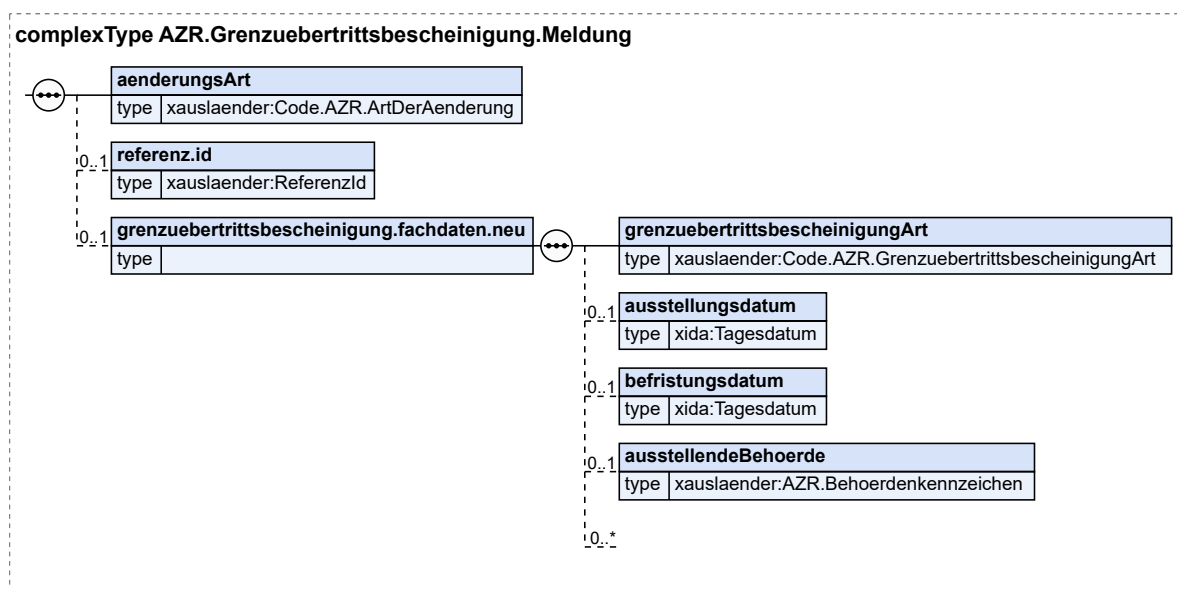 complexType AZR.Grenzuebertrittsbescheinigung.Meldung
aenderungsArt
type xauslaender:Code.AZR.ArtDerAenderung
0..1 referenz.id
type xauslaender:ReferenzId
0..1 grenzuebertrittsbescheinigung.fachdaten.neu
type
grenzuebertrittsbescheinigungArt
type xauslaender:Code.AZR.GrenzuebertrittsbescheinigungArt
0..1 ausstellungsdatum
type xida:Tagesdatum
0..1 befristungsdatum
type xida:Tagesdatum
0..1 ausstellendeBehoerde
type xauslaender:AZR.Behoerdenkennzeichen
0..*